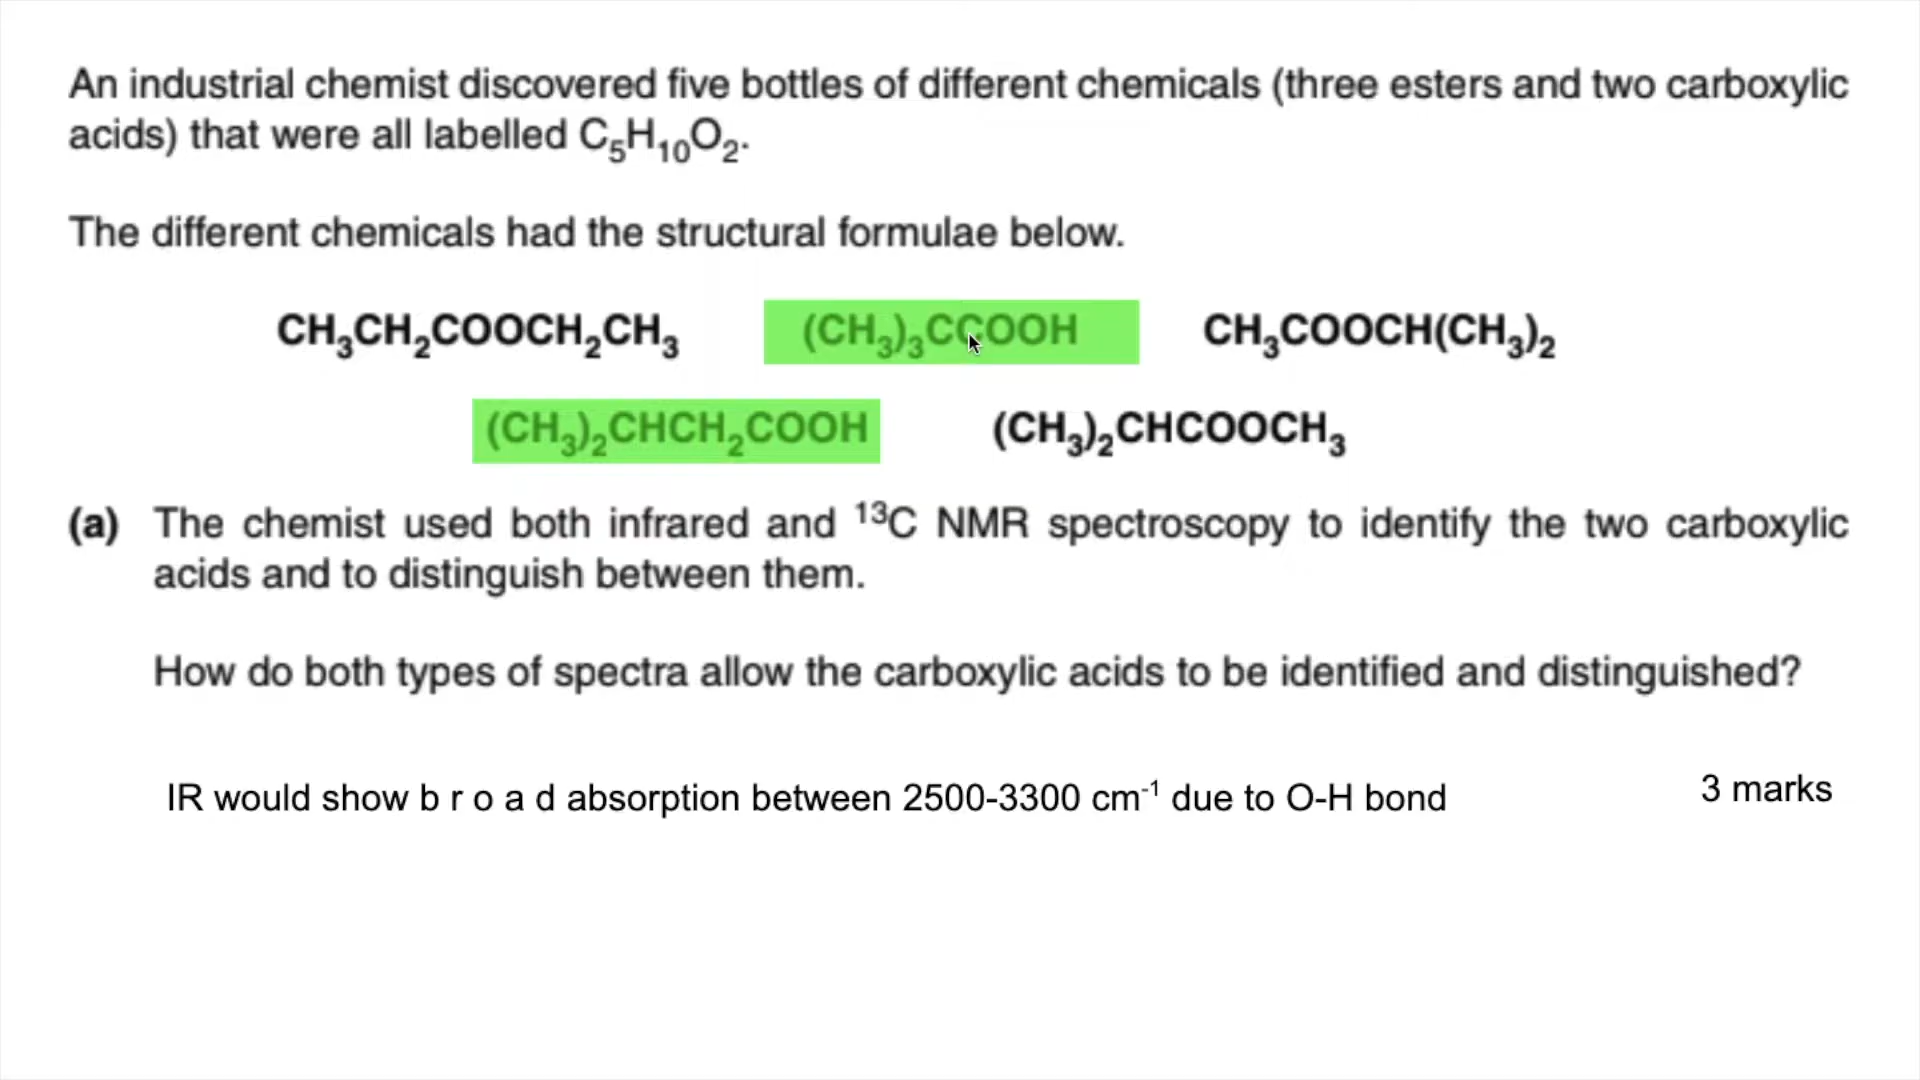 An industrial chemist discovered five bottles of different chemicals (three esters and two carboxylic
acids) that were all labelled C₅H₁₀O₂.
The different chemicals had the structural formulae below.
CH₃CH₂COOCH₂CH₃ (CH₃)₃CCOOH CH₃COOCH(CH₃)₂
(CH₃)₂CHCH₂COOH (CH₃)₂CHCOOCH₃
(a) The chemist used both infrared and ¹³C NMR spectroscopy to identify the two carboxylic
acids and to distinguish between them.
How do both types of spectra allow the carboxylic acids to be identified and distinguished?
IR would show b r o a d absorption between 2500-3300 cm⁻¹ due to O-H bond 3 marks